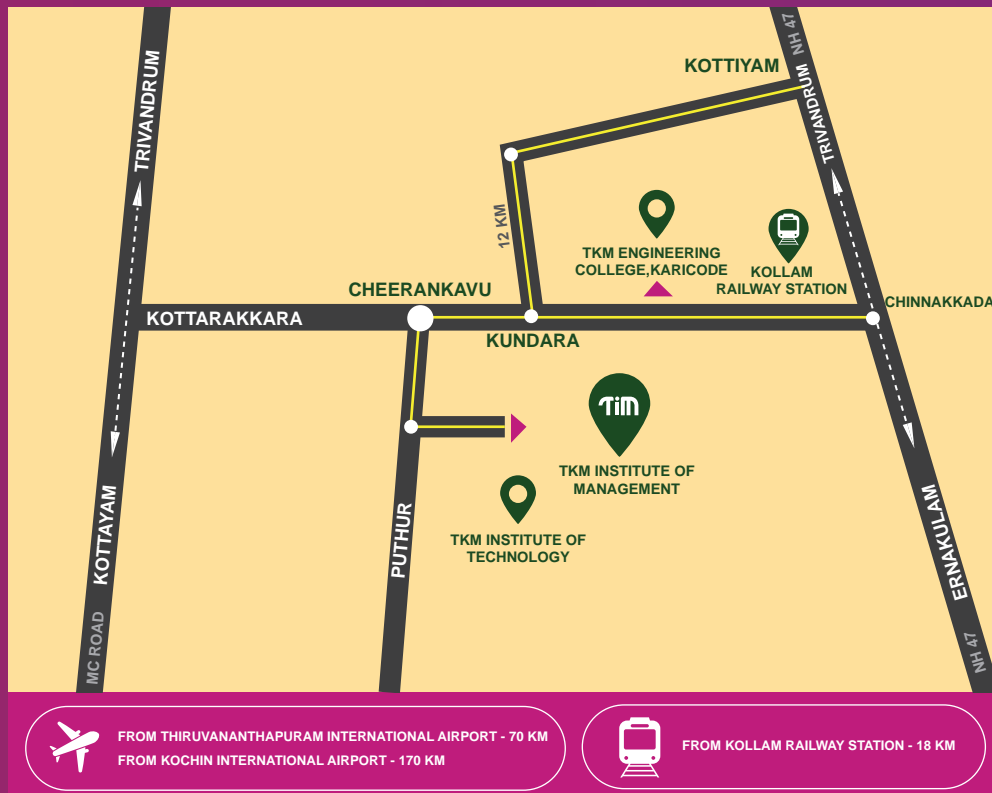 NH 47
KOTTIYAM
TRIVANDRUM
TRIVANDRUM
12 KM
TKM ENGINEERING
COLLEGE,KARICODE
KOLLAM
RAILWAY STATION
CHEERANKAVU
CHINNAKKADA
KOTTARAKKARA
KUNDARA
TiM
TKM INSTITUTE OF
MANAGEMENT
KOTTAYAM
PUTHUR
TKM INSTITUTE OF
TECHNOLOGY
ERNAKULAM
MC ROAD
NH 47
FROM THIRUVANANTHAPURAM INTERNATIONAL AIRPORT - 70 KM
FROM KOCHIN INTERNATIONAL AIRPORT - 170 KM
FROM KOLLAM RAILWAY STATION - 18 KM